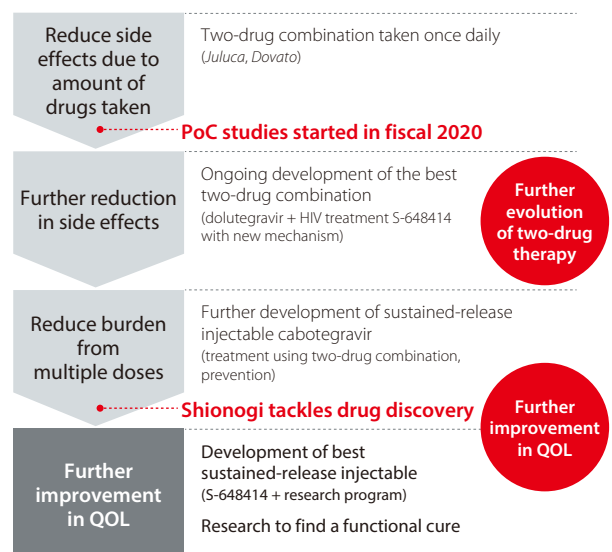 Reduce side
effects due to
amount of
drugs taken
Two-drug combination taken once daily
(Juluca, Dovato)
PoC studies started in fiscal 2020
Further reduction
in side effects
Ongoing development of the best
two-drug combination
(dolutegravir + HIV treatment S-648414
with new mechanism)
Further
evolution
of two-drug
therapy
Reduce burden
from
multiple doses
Further development of sustained-release
injectable cabotegravir
(treatment using two-drug combination,
prevention)
Shionogi tackles drug discovery
Further
improvement
in QOL
Further
improvement
in QOL
Development of best
sustained-release injectable
(S-648414 + research program)
Research to find a functional cure